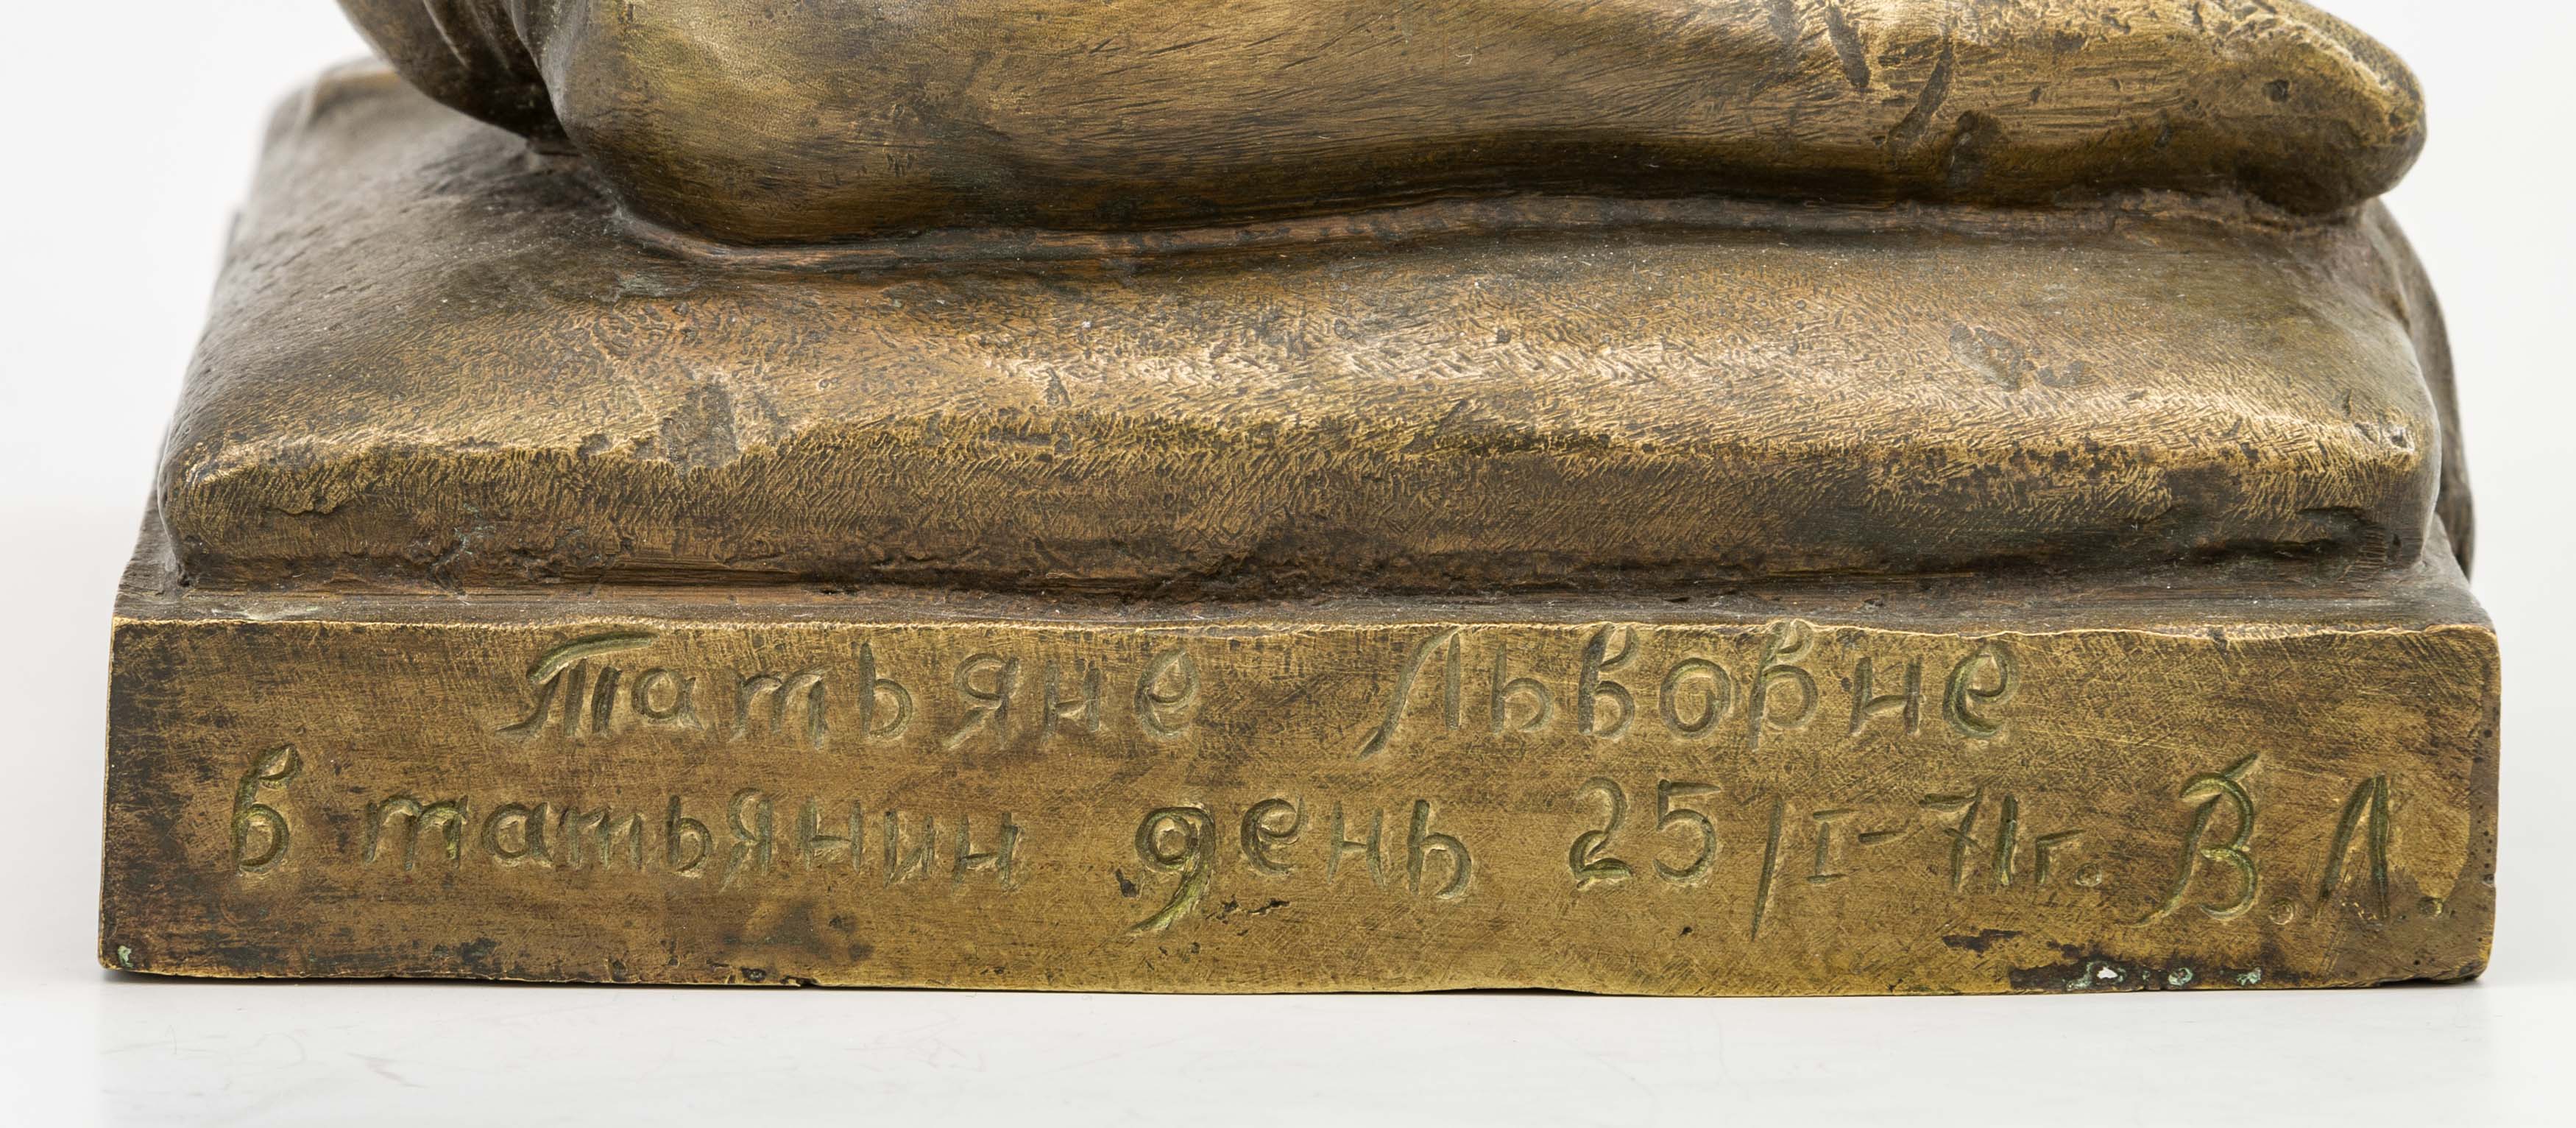 Татьяне Львовне
в татьянин день 25/I-71г. В.Л.